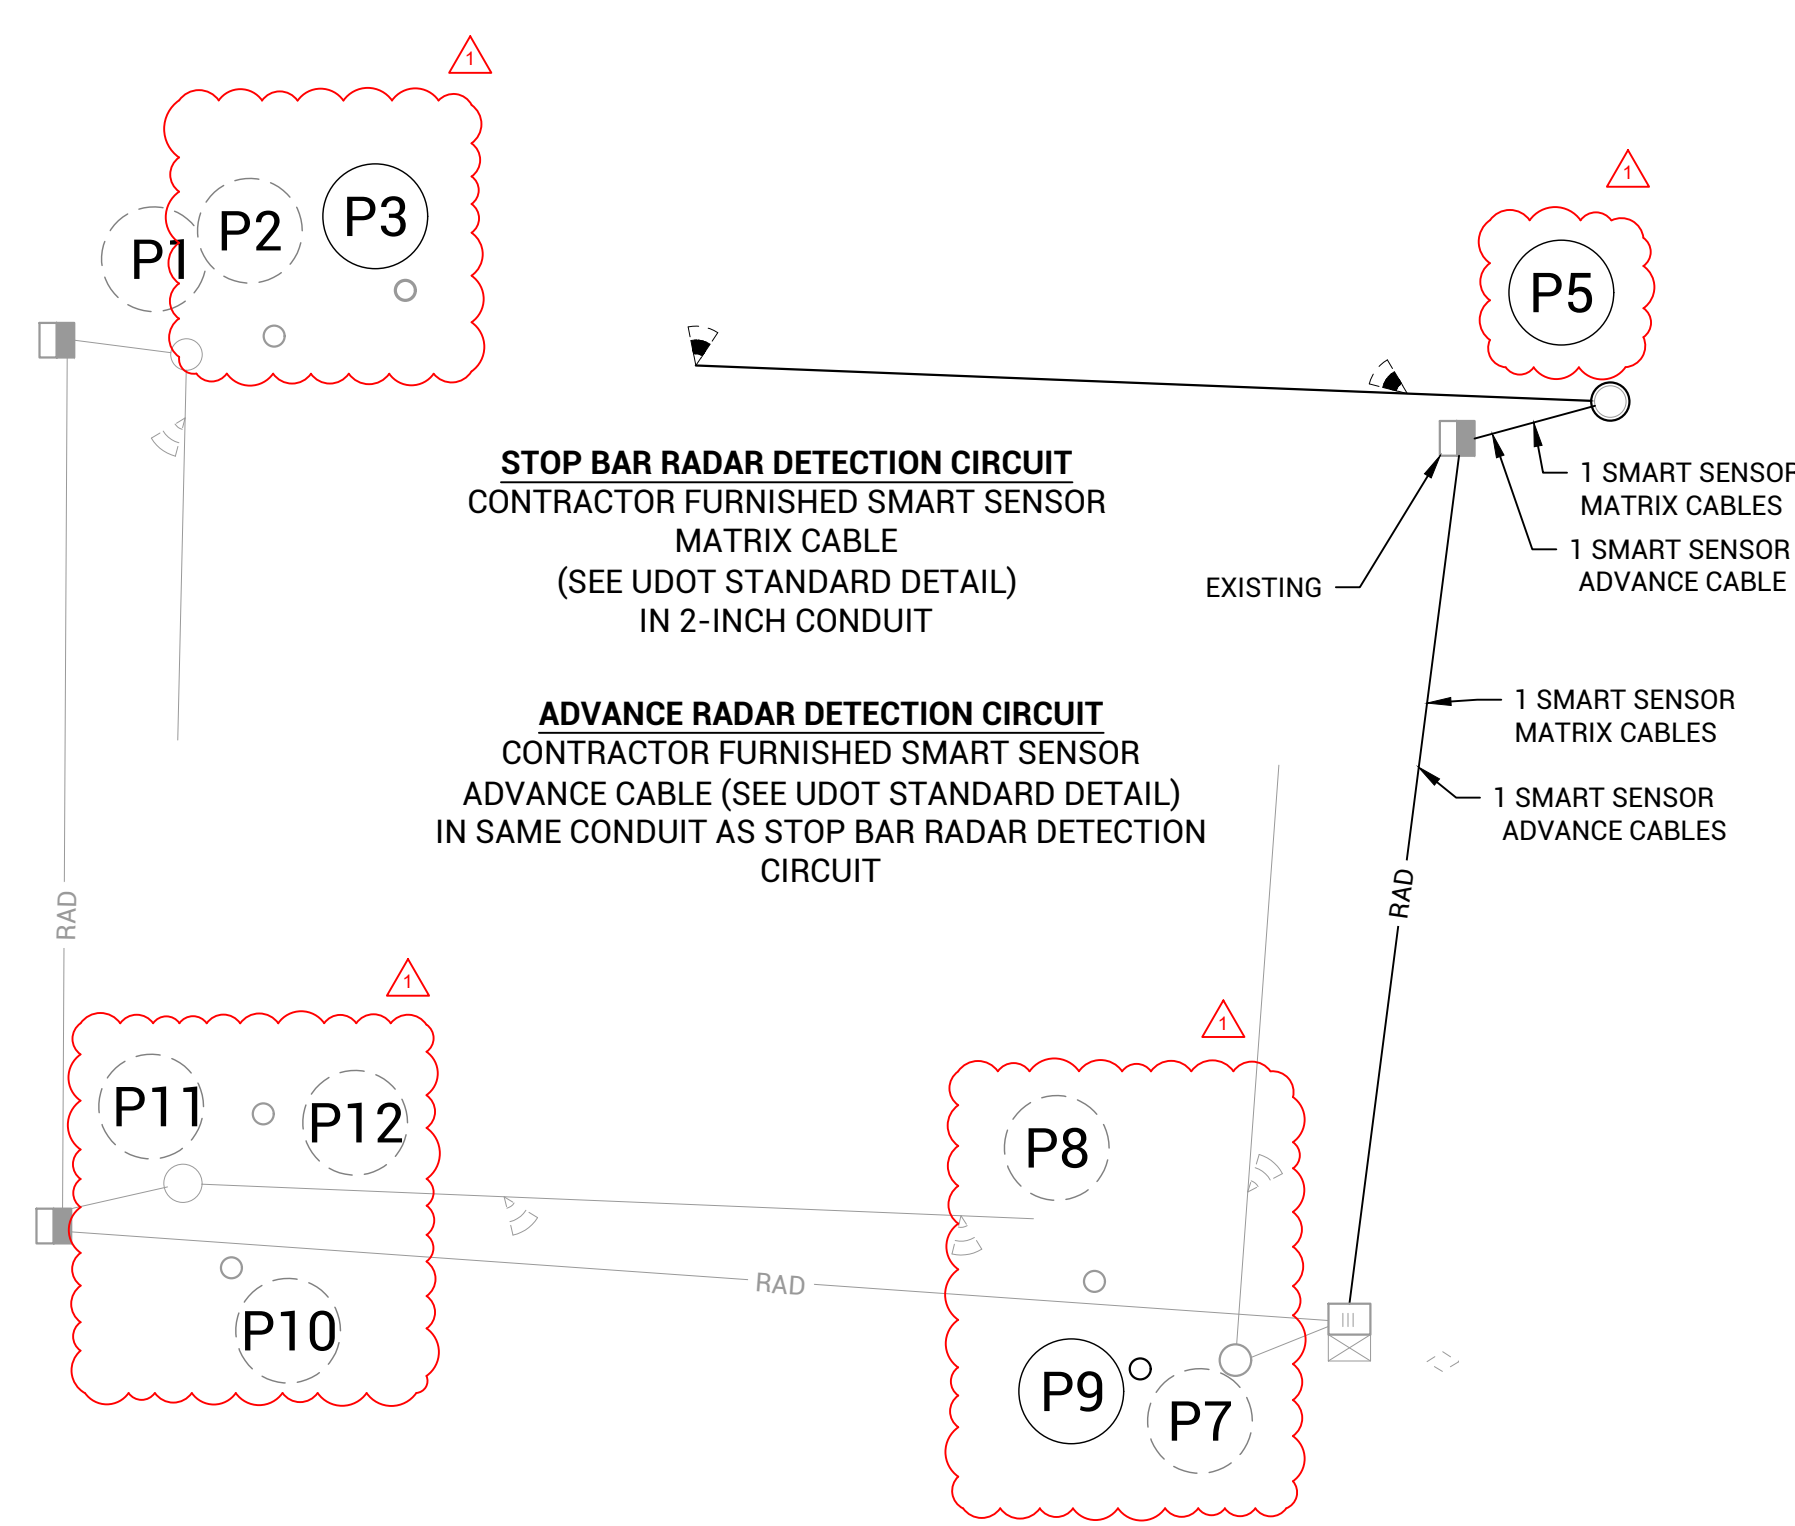 1
1
P3
P2
P1
P5
STOP BAR RADAR DETECTION CIRCUIT
CONTRACTOR FURNISHED SMART SENSOR
MATRIX CABLE
(SEE UDOT STANDARD DETAIL)
IN 2-INCH CONDUIT
1 SMART SENSOR
MATRIX CABLES
1 SMART SENSOR
ADVANCE CABLE
EXISTING
ADVANCE RADAR DETECTION CIRCUIT
CONTRACTOR FURNISHED SMART SENSOR
ADVANCE CABLE (SEE UDOT STANDARD DETAIL)
IN SAME CONDUIT AS STOP BAR RADAR DETECTION
CIRCUIT
1 SMART SENSOR
MATRIX CABLES
1 SMART SENSOR
ADVANCE CABLES
RAD
RAD
1
1
P11
P12
P8
RAD
P10
P9
P7